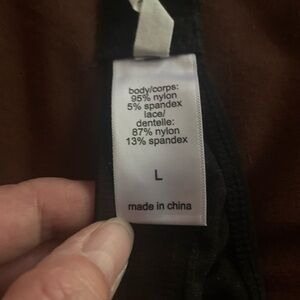 body/corps:
95% nylon
5% spandex
lace/
dentelle:
87% nylon
13% spandex
L
made in china